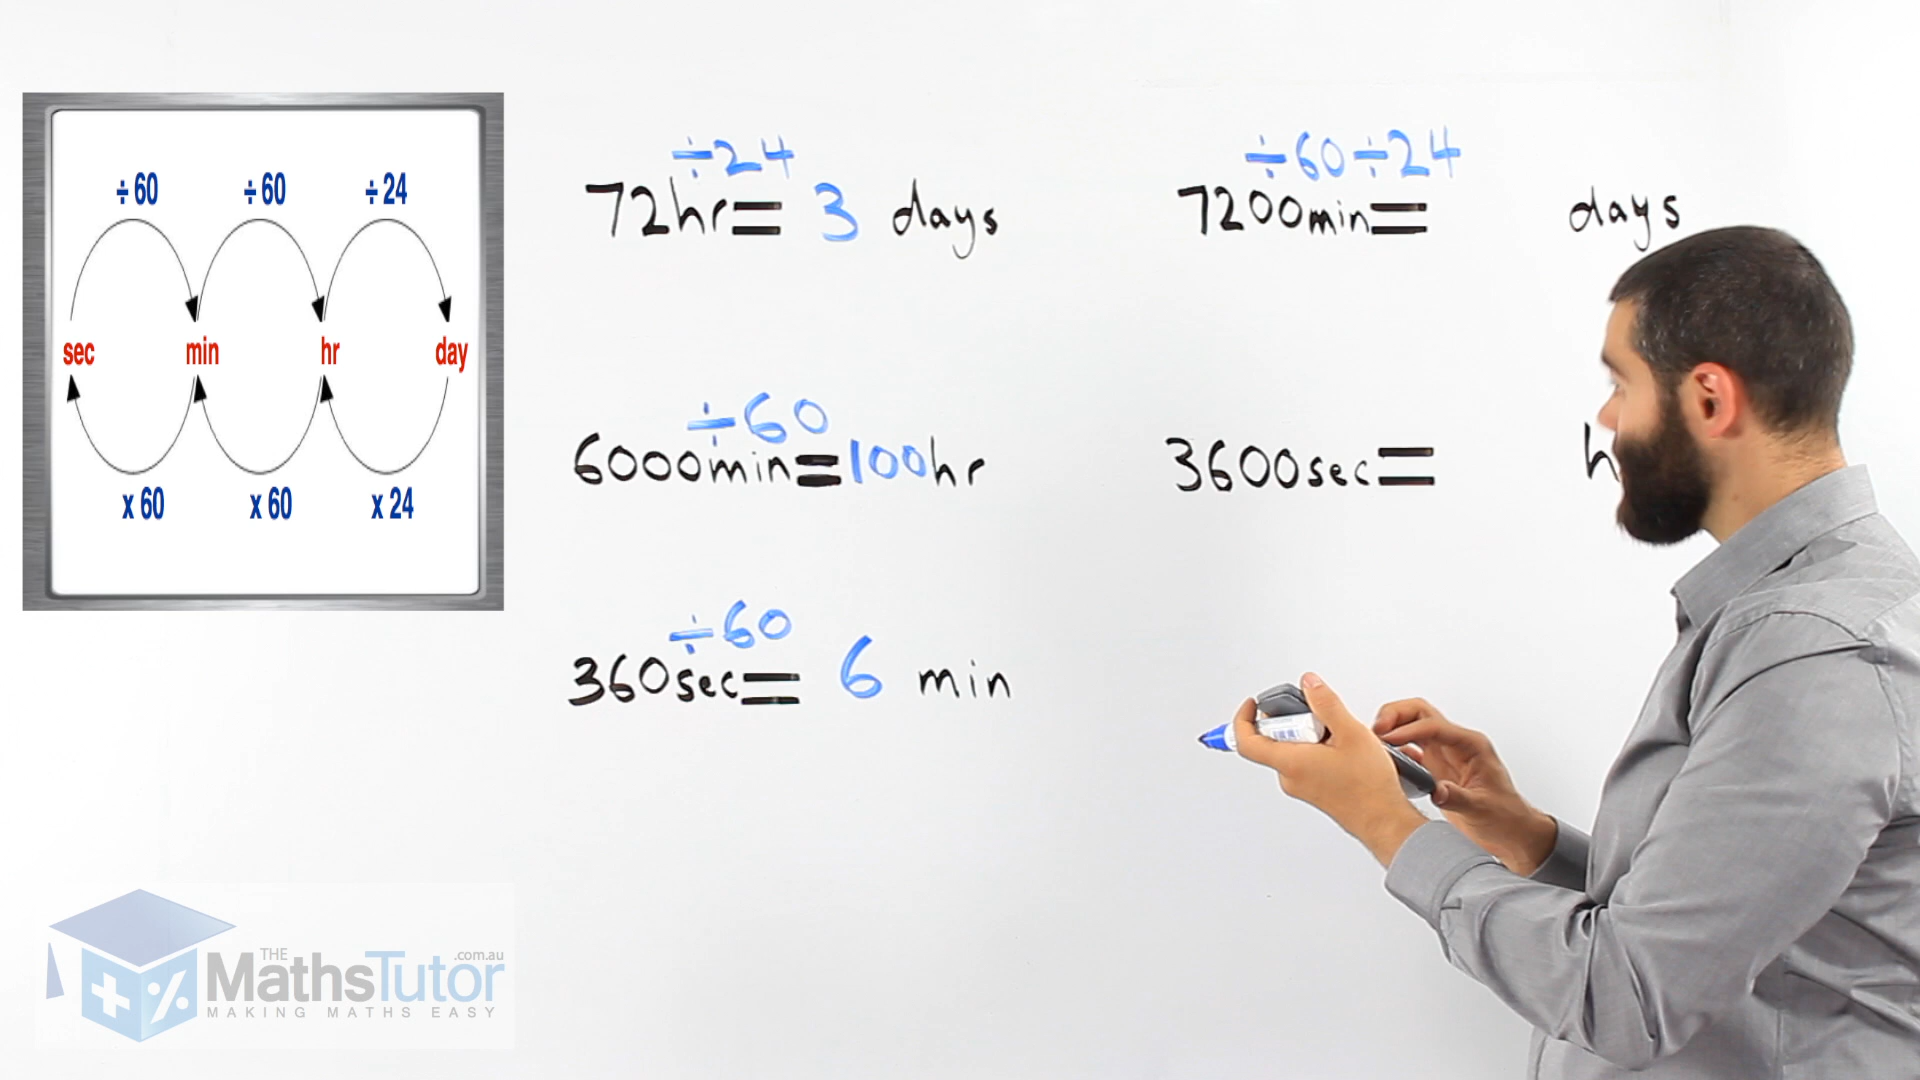 ÷ 60 ÷ 60 ÷ 24
sec min hr day
x 60 x 60 x 24
÷24
72hr= 3 days
÷60
6000min=100hr
÷60
360sec= 6 min
÷60÷24
7200min= days
3600sec= h
THE MathsTutor .com.au
MAKING MATHS EASY